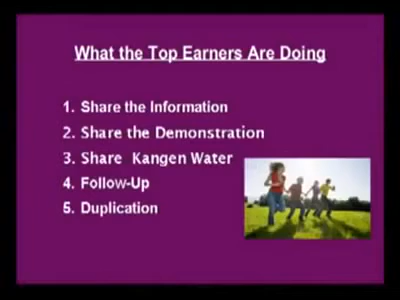 What the Top Earners Are Doing
1. Share the Information
2. Share the Demonstration
3. Share Kangen Water
4. Follow-Up
5. Duplication